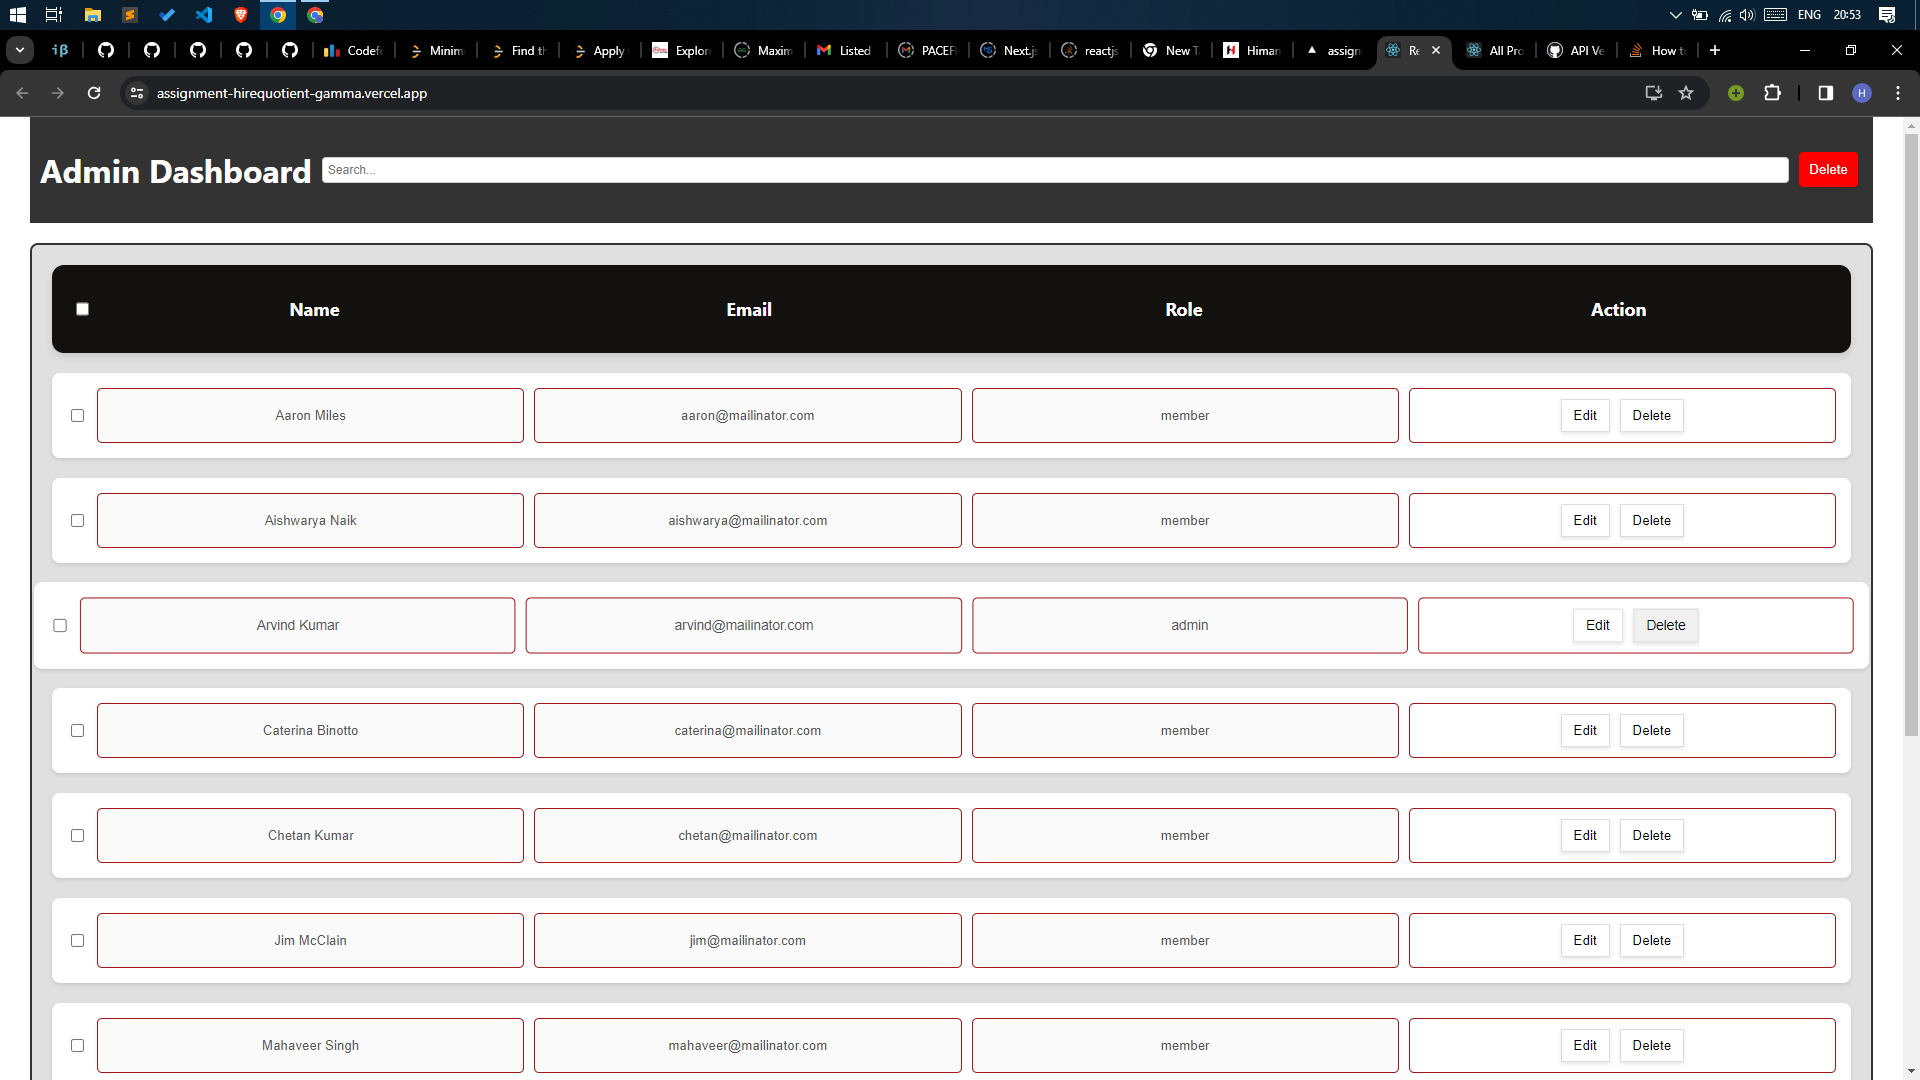 ENG 20:53
iβ Codefo Minim Find th Apply Explor Maxim Listed PACEF Next.js reactjs New Ta Himan assign Re All Pro API Ve How to
assignment-hirequotient-gamma.vercel.app H
Admin Dashboard Search... Delete
Name Email Role Action
Aaron Miles aaron@mailinator.com member Edit Delete
Aishwarya Naik aishwarya@mailinator.com member Edit Delete
Arvind Kumar arvind@mailinator.com admin Edit Delete
Caterina Binotto caterina@mailinator.com member Edit Delete
Chetan Kumar chetan@mailinator.com member Edit Delete
Jim McClain jim@mailinator.com member Edit Delete
Mahaveer Singh mahaveer@mailinator.com member Edit Delete